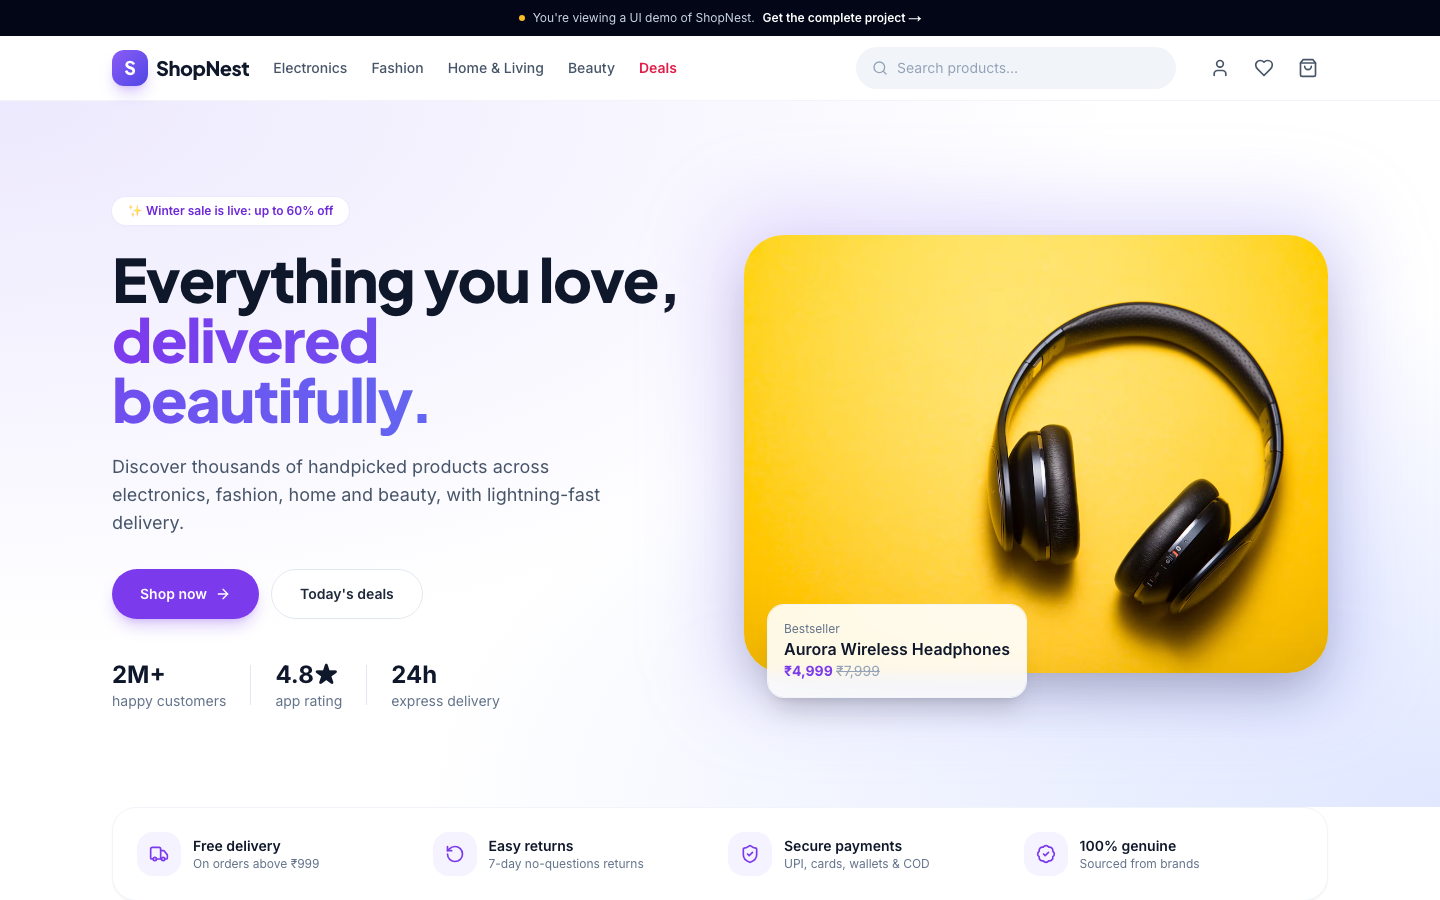 You're viewing a UI demo of ShopNest. Get the complete project →
S ShopNest Electronics Fashion Home & Living Beauty Deals Search products...
✨ Winter sale is live: up to 60% off
Everything you love,
delivered
beautifully.
Discover thousands of handpicked products across
electronics, fashion, home and beauty, with lightning-fast
delivery.
Shop now → Today's deals
2M+ 4.8★ 24h
happy customers app rating express delivery
Bestseller
Aurora Wireless Headphones
₹4,999 ₹7,999
Free delivery Easy returns Secure payments 100% genuine
On orders above ₹999 7-day no-questions returns UPI, cards, wallets & COD Sourced from brands